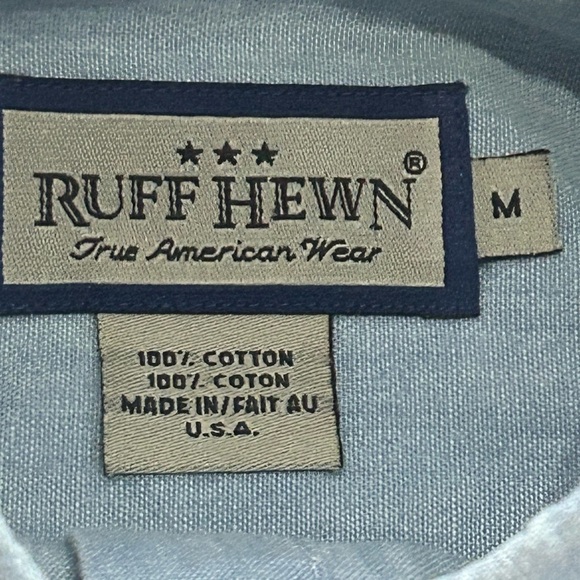 ★★★
RUFF HEWN®
True American Wear
M
100% COTTON
100% COTON
MADE IN/FAIT AU
U.S.A.